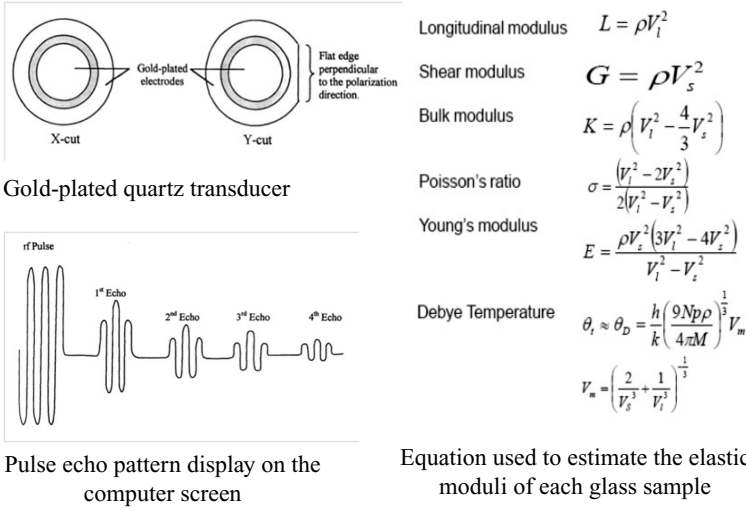 Gold-plated
electrodes
Flat edge
perpendicular
to the polarization
direction.
X-cut
Y-cut
Gold-plated quartz transducer
rf Pulse
1st Echo
2nd Echo
3rd Echo
4th Echo
Pulse echo pattern display on the
computer screen
Longitudinal modulus L = ρV_l^2
Shear modulus G = ρV_s^2
Bulk modulus K = ρ(V_l^2 − 4/3 V_s^2)
Poisson's ratio σ = (V_l^2 − 2V_s^2) / 2(V_l^2 − V_s^2)
Young's modulus E = ρV_s^2(3V_l^2 − 4V_s^2) / V_l^2 − V_s^2
Debye Temperature θ_t ≈ θ_D = h/k (9Npρ / 4πM)^(1/3) V_m
V_m = (2/V_s^3 + 1/V_l^3)^(−1/3)
Equation used to estimate the elastic
moduli of each glass sample